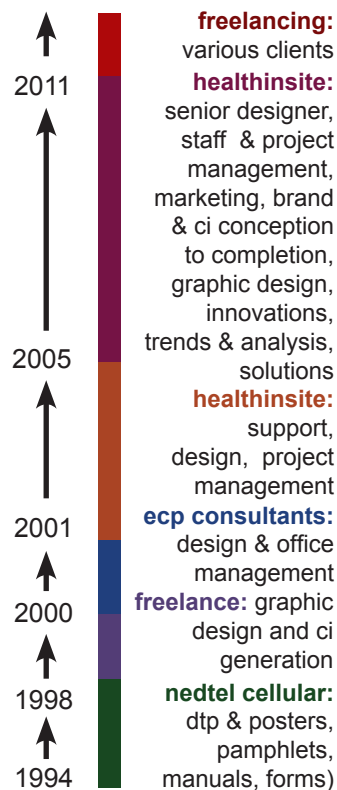 freelancing:
various clients
2011
healthinsite:
senior designer,
staff & project
management,
marketing, brand
& ci conception
to completion,
graphic design,
innovations,
trends & analysis,
2005
solutions
healthinsite:
support,
design, project
management
2001
ecp consultants:
design & office
management
2000
freelance: graphic
design and ci
generation
1998
nedtel cellular:
dtp & posters,
pamphlets,
1994
manuals, forms)